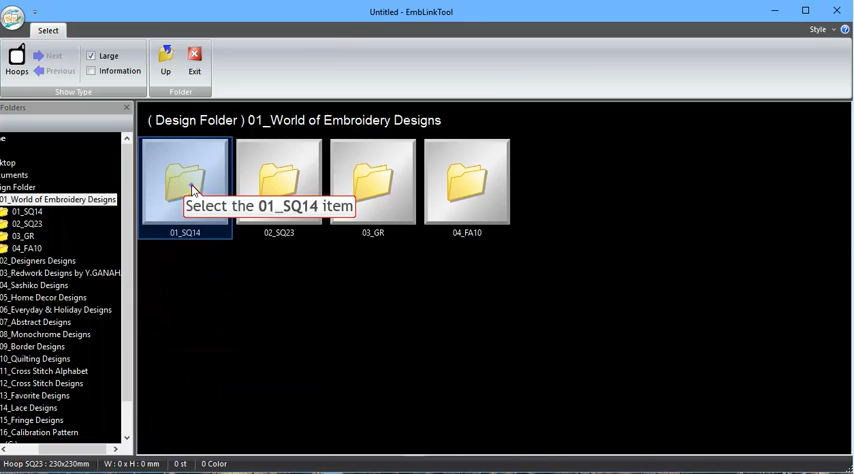 Untitled - EmbLinkTool
Select
Style
Hoops
Next
Previous
Large
Information
Up
Exit
Show Type
Folder
Folders
( Design Folder ) 01_World of Embroidery Designs
ktop
uments
ign Folder
01_World of Embroidery Designs
01_SQ14
02_SQ23
03_GR
04_FA10
02_Designers Designs
03_Redwork Designs by Y.GANAH
04_Sashiko Designs
05_Home Decor Designs
06_Everyday & Holiday Designs
07_Abstract Designs
08_Monochrome Designs
09_Border Designs
10_Quilting Designs
11_Cross Stitch Alphabet
12_Cross Stitch Designs
13_Favorite Designs
14_Lace Designs
15_Fringe Designs
16_Calibration Pattern
Select the 01_SQ14 item
01_SQ14
02_SQ23
03_GR
04_FA10
Hoop SQ23 : 230x230mm
W : 0 x H : 0 mm
0 st
0 Color